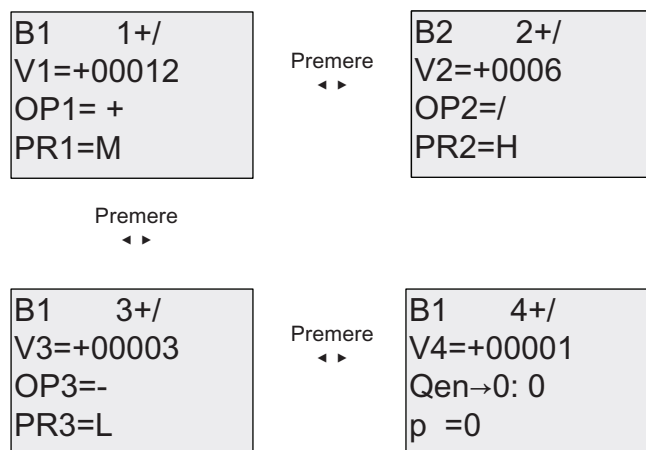 B1 1+/
V1=+00012
OP1= +
PR1=M
Premere
◄ ►
B2 2+/
V2=+0006
OP2=/
PR2=H
Premere
◄ ►
B1 3+/
V3=+00003
OP3=-
PR3=L
Premere
◄ ►
B1 4+/
V4=+00001
Qen→0: 0
p =0